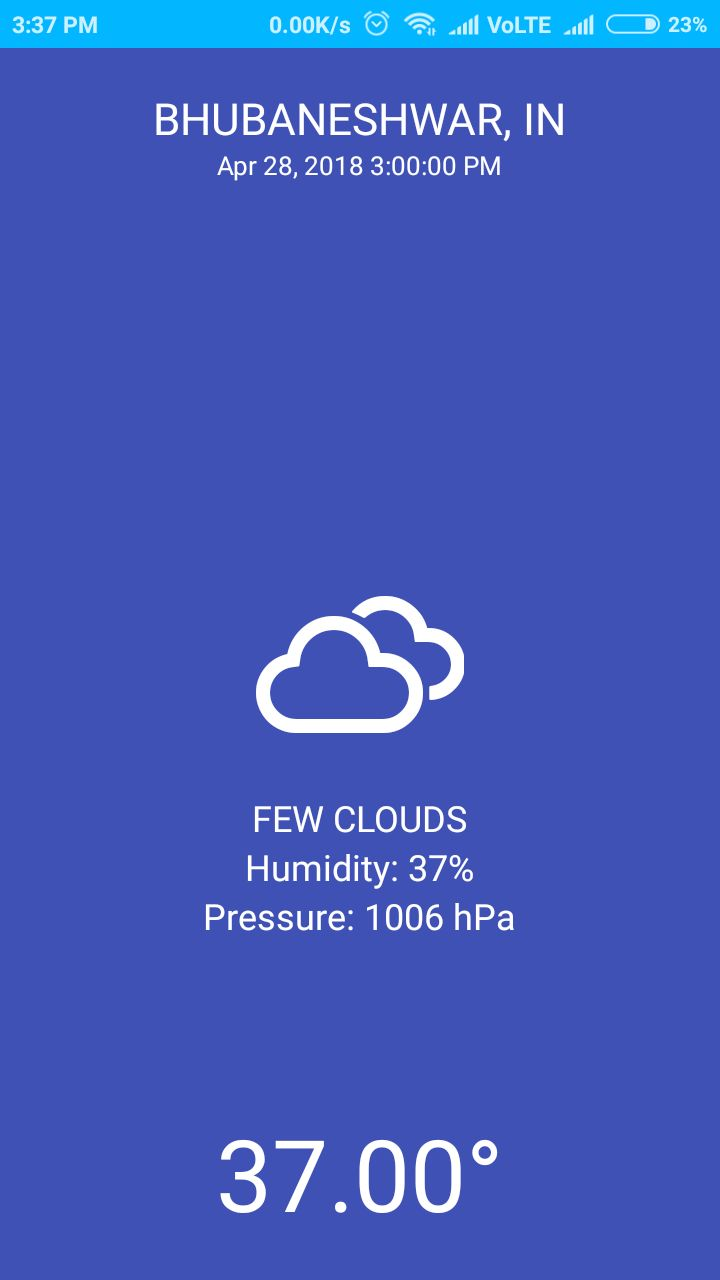 3:37 PM 0.00K/s VoLTE 23%
BHUBANESHWAR, IN
Apr 28, 2018 3:00:00 PM
FEW CLOUDS
Humidity: 37%
Pressure: 1006 hPa
37.00°